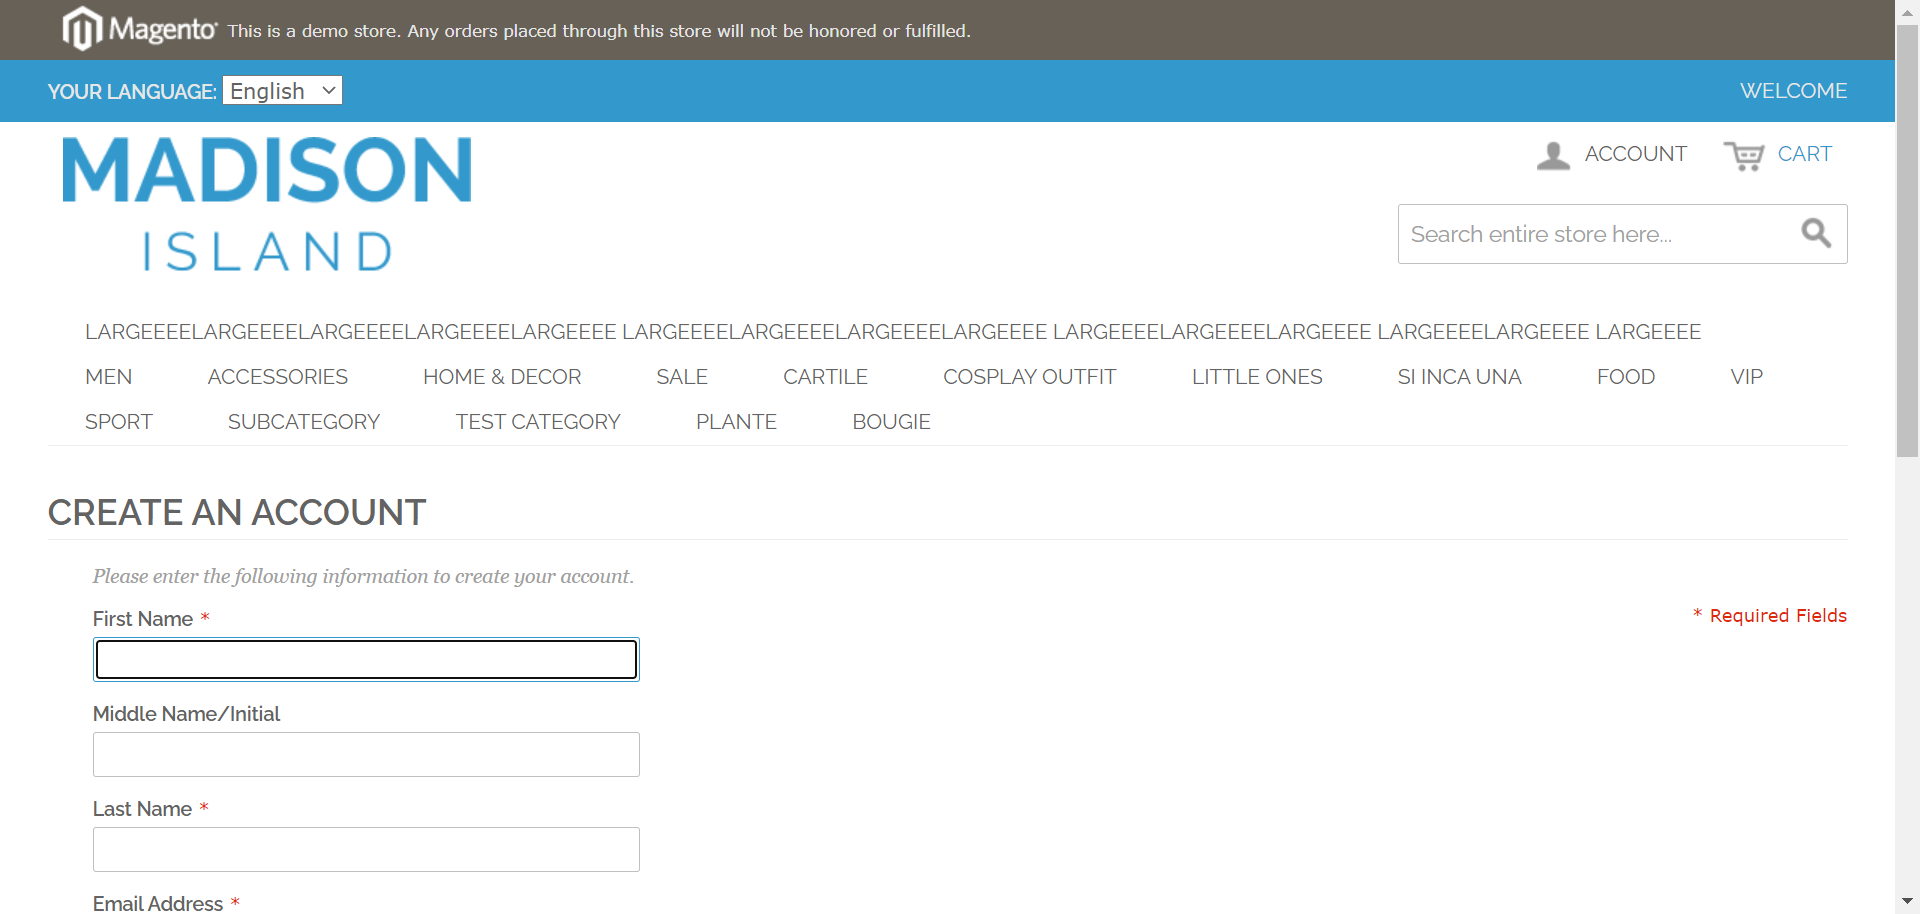 Magento This is a demo store. Any orders placed through this store will not be honored or fulfilled.
YOUR LANGUAGE: English WELCOME
MADISON
ISLAND
ACCOUNT CART
Search entire store here...
LARGEEEELARGEEEELARGEEEELARGEEEELARGEEEE LARGEEEELARGEEEELARGEEEELARGEEEE LARGEEEELARGEEEELARGEEEE LARGEEEELARGEEEE LARGEEEE
MEN ACCESSORIES HOME & DECOR SALE CARTILE COSPLAY OUTFIT LITTLE ONES SI INCA UNA FOOD VIP
SPORT SUBCATEGORY TEST CATEGORY PLANTE BOUGIE
CREATE AN ACCOUNT
Please enter the following information to create your account.
First Name *
* Required Fields
Middle Name/Initial
Last Name *
Email Address *